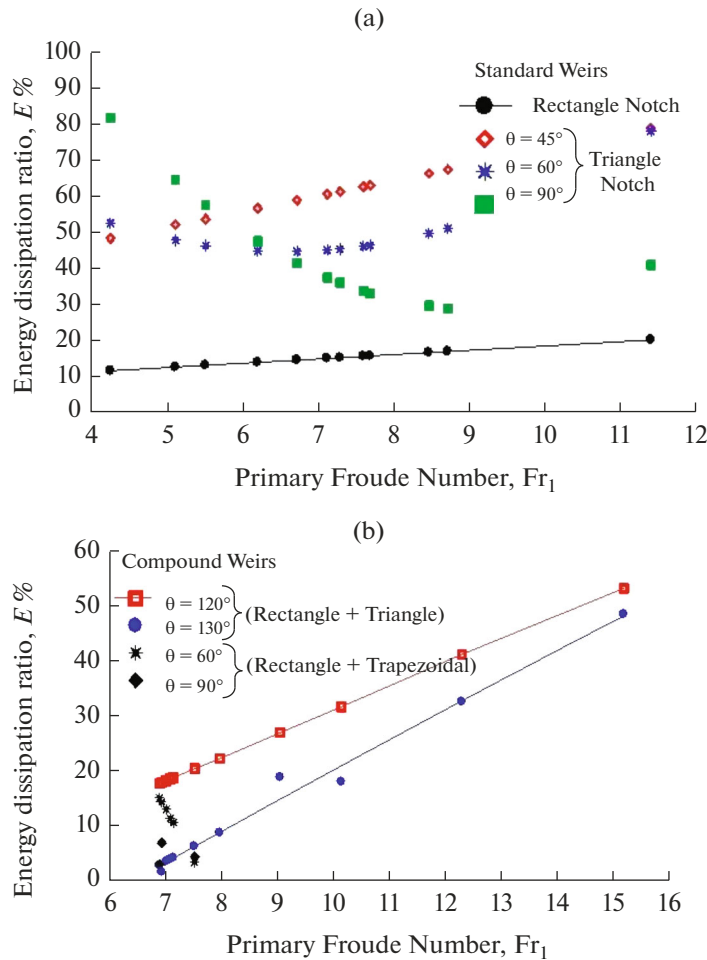 (a)
Energy dissipation ratio, E%
100
90
80
70
60
50
40
30
20
10
0
Standard Weirs
Rectangle Notch
θ = 45°
θ = 60°
θ = 90°
Triangle
Notch
4 5 6 7 8 9 10 11 12
Primary Froude Number, Fr1
(b)
Energy dissipation ratio, E%
60
50
40
30
20
10
0
Compound Weirs
θ = 120°
θ = 130°
(Rectangle + Triangle)
θ = 60°
θ = 90°
(Rectangle + Trapezoidal)
6 7 8 9 10 11 12 13 14 15 16
Primary Froude Number, Fr1